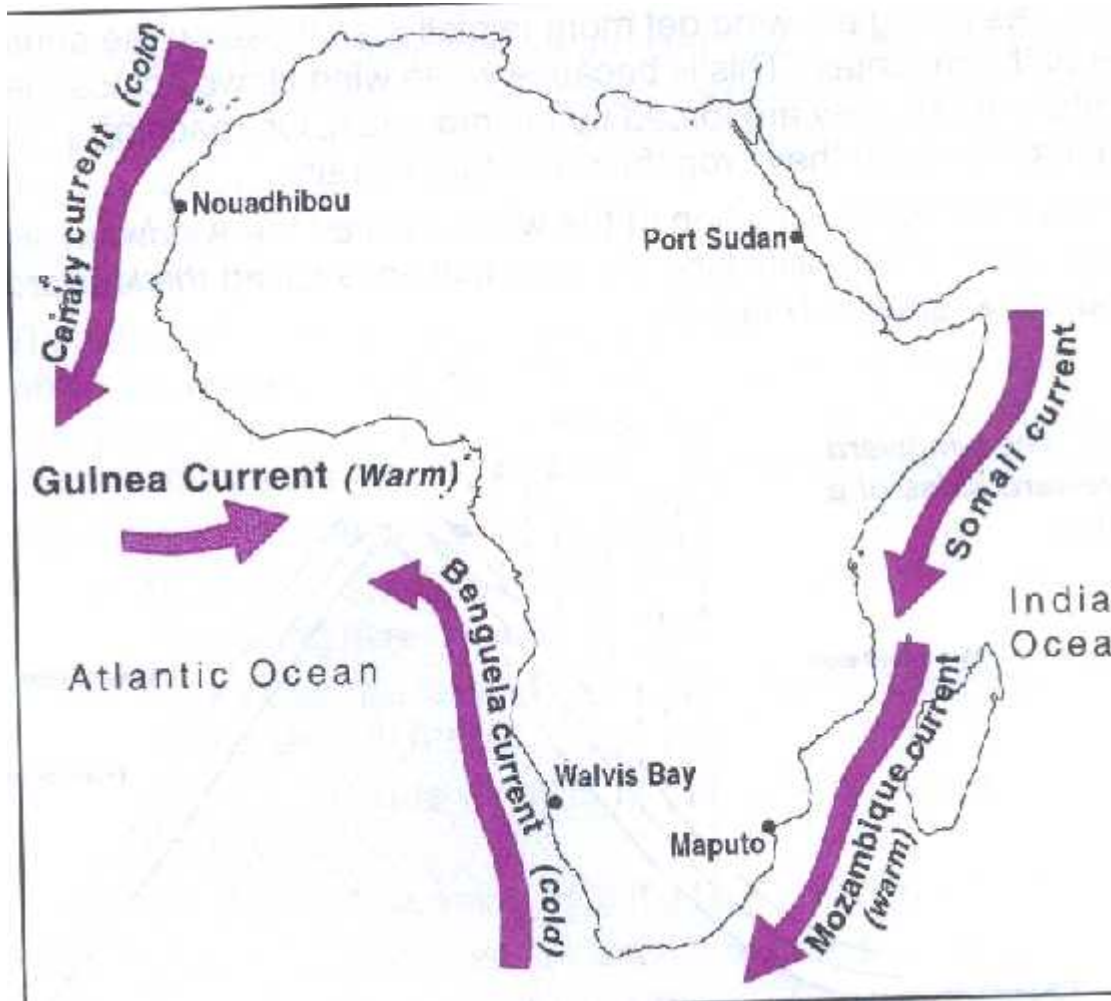 Canary current (cold)
Nouadhibou
Port Sudan
Somali current
Guinea Current (Warm)
Benguela current (cold)
India
Ocea
Atlantic Ocean
Mozambique current
(warm)
Walvis Bay
Maputo